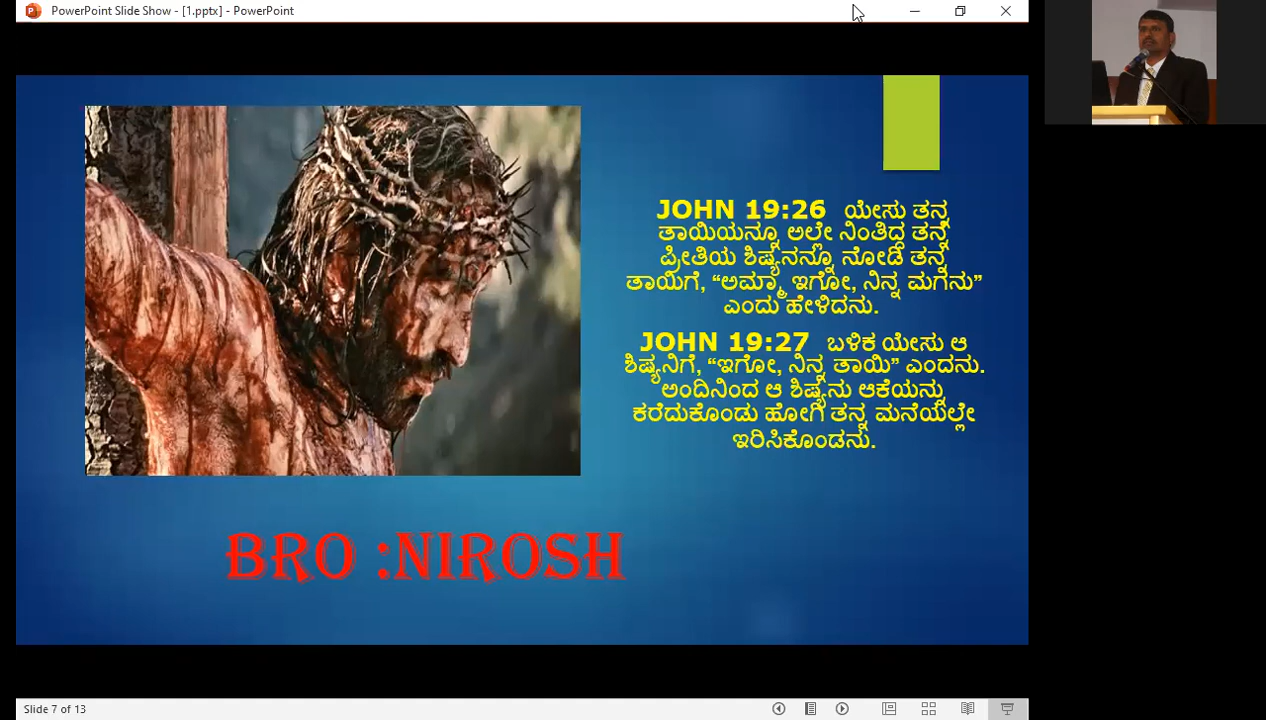 PowerPoint Slide Show - [1.pptx] - PowerPoint
JOHN 19:26 ಯೇಸು ತನ್ನ
ತಾಯಿಯನ್ನೂ ಅಲ್ಲೇ ನಿಂತಿದ್ದ ತನ್ನ
ಪ್ರೀತಿಯ ಶಿಷ್ಯನನ್ನೂ ನೋಡಿ ತನ್ನ
ತಾಯಿಗೆ, “ಅಮ್ಮಾ ಇಗೋ, ನಿನ್ನ ಮಗನು”
ಎಂದು ಹೇಳಿದನು.
JOHN 19:27 ಬಳಿಕ ಯೇಸು ಆ
ಶಿಷ್ಯನಿಗೆ, “ಇಗೋ, ನಿನ್ನ ತಾಯಿ” ಎಂದನು.
ಅಂದಿನಿಂದ ಆ ಶಿಷ್ಯನು ಆಕೆಯನ್ನು
ಕರೆದುಕೊಂಡು ಹೋಗಿ ತನ್ನ ಮನೆಯಲ್ಲೇ
ಇರಿಸಿಕೊಂಡನು.
BRO :NIROSH
Slide 7 of 13